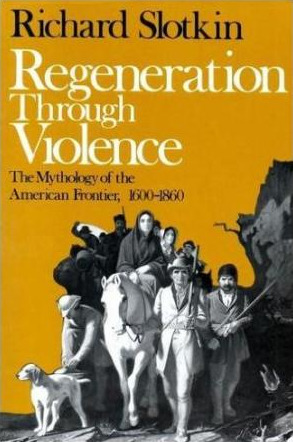 Richard Slotkin
Regeneration
Through
Violence
The Mythology of the
American Frontier, 1600-1860